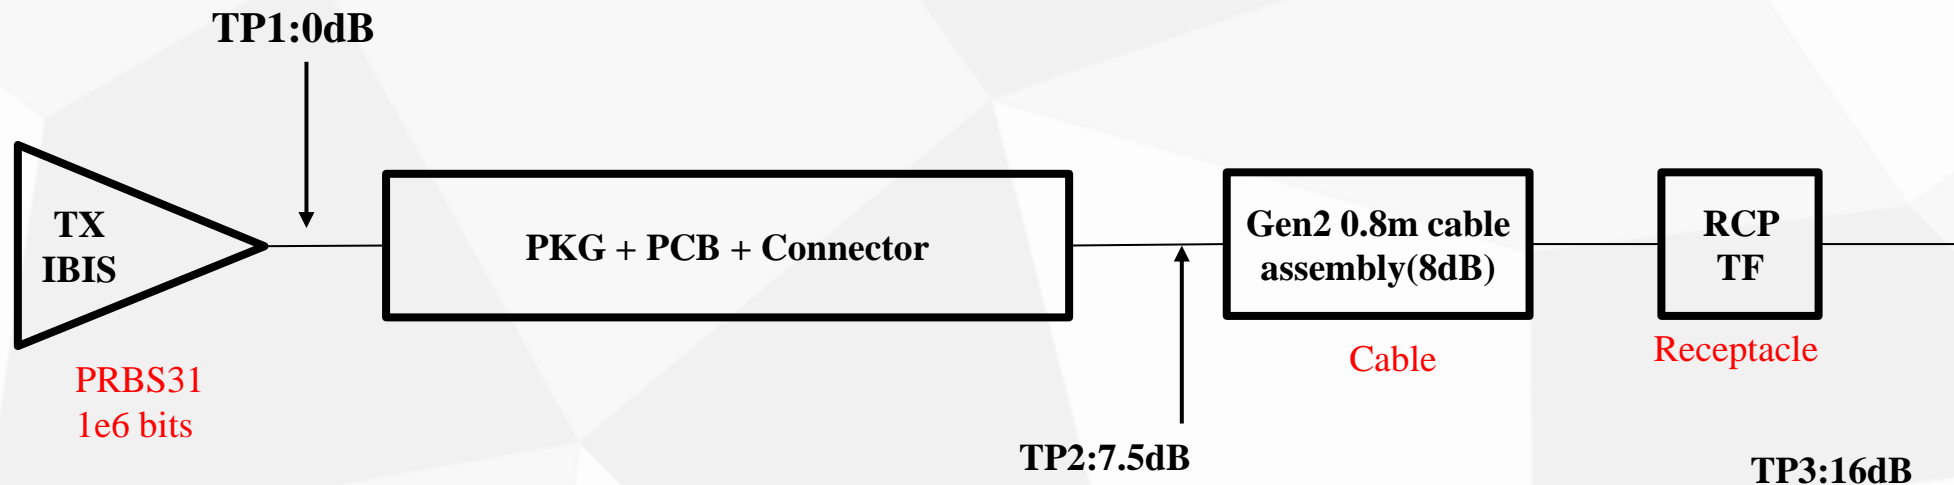 TP1:0dB
TX
IBIS
PKG + PCB + Connector
Gen2 0.8m cable
assembly(8dB)
RCP
TF
PRBS31
1e6 bits
Cable
Receptacle
TP2:7.5dB
TP3:16dB